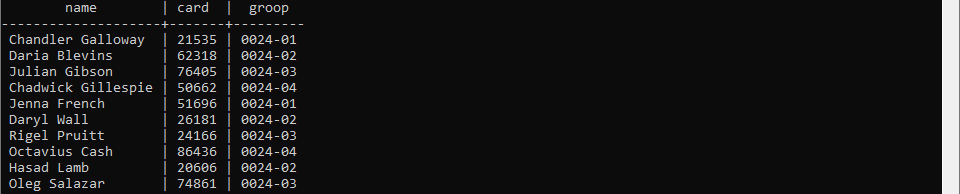 name | card | groop
--------------------+-------+---------
Chandler Galloway | 21535 | 0024-01
Daria Blevins | 62318 | 0024-02
Julian Gibson | 76405 | 0024-03
Chadwick Gillespie | 50662 | 0024-04
Jenna French | 51696 | 0024-01
Daryl Wall | 26181 | 0024-02
Rigel Pruitt | 24166 | 0024-03
Octavius Cash | 86436 | 0024-04
Hasad Lamb | 20606 | 0024-02
Oleg Salazar | 74861 | 0024-03